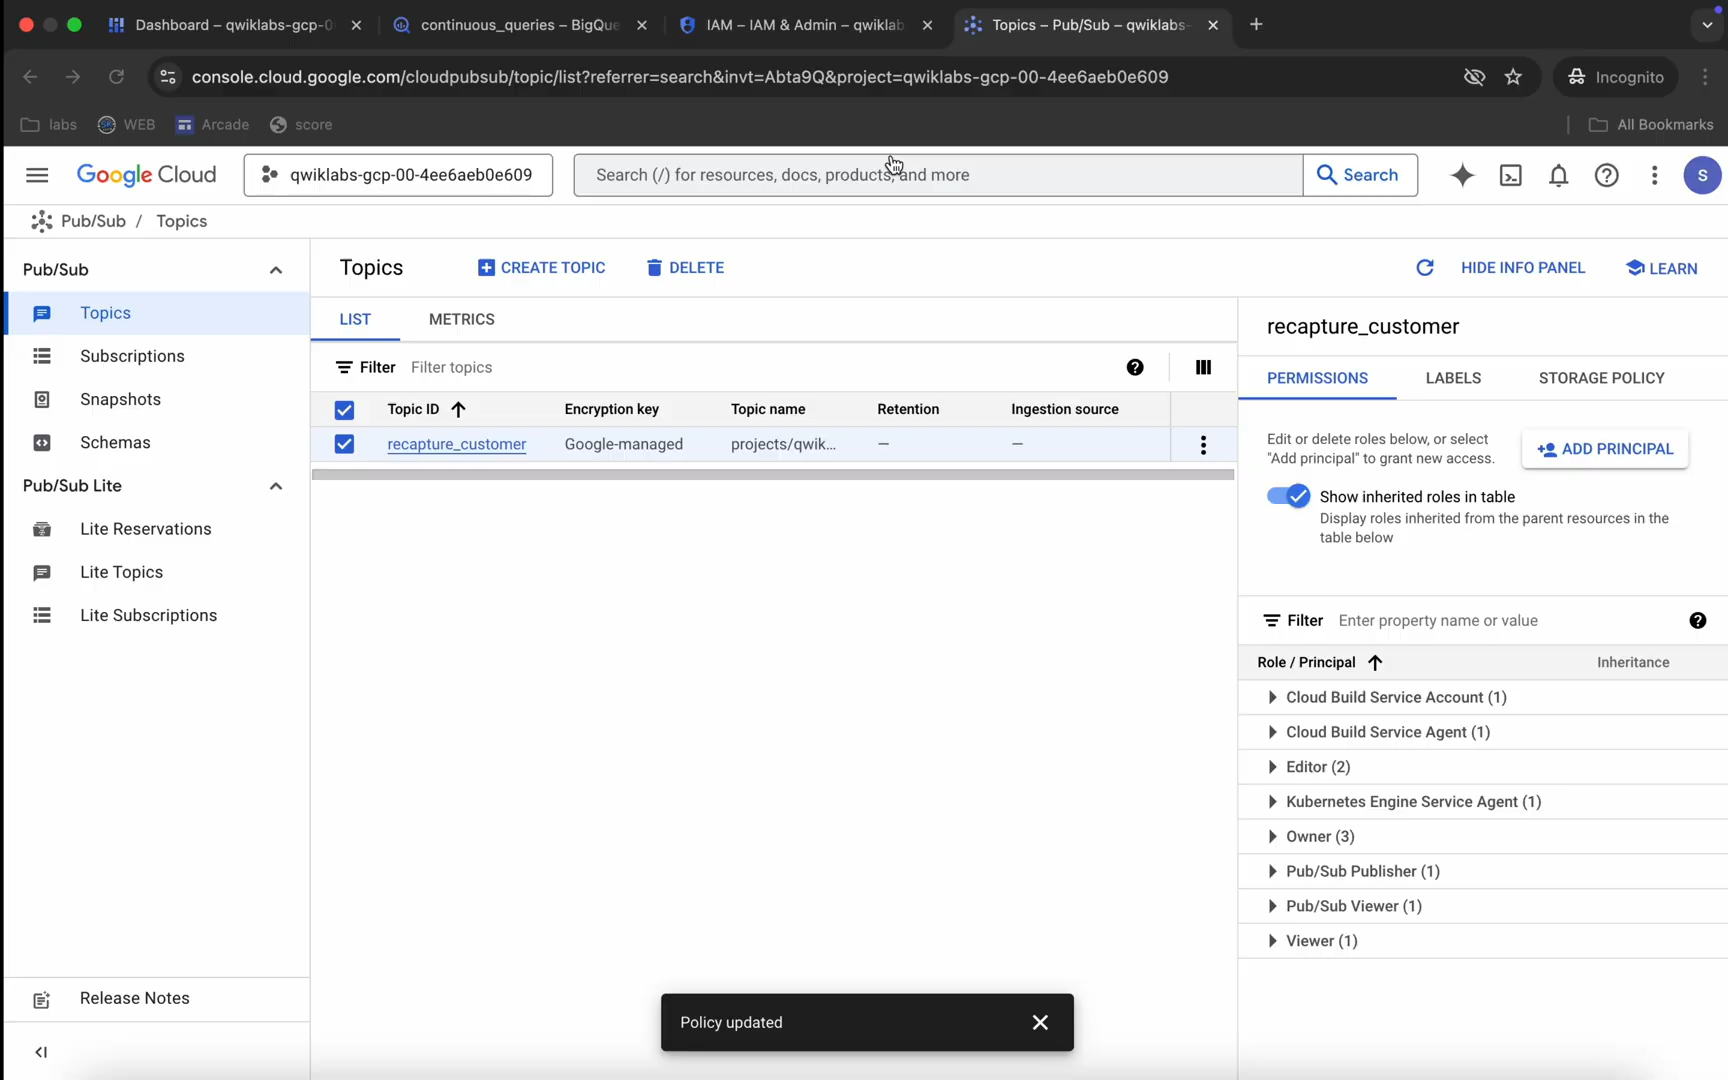 Dashboard – qwiklabs-gcp-0
continuous_queries – BigQue
IAM – IAM & Admin – qwiklab
Topics – Pub/Sub – qwiklabs-
console.cloud.google.com/cloudpubsub/topic/list?referrer=search&invt=Abta9Q&project=qwiklabs-gcp-00-4ee6aeb0e609
Incognito
labs
WEB
Arcade
score
All Bookmarks
Google Cloud
qwiklabs-gcp-00-4ee6aeb0e609
Search (/) for resources, docs, products, and more
Search
S
Pub/Sub / Topics
Pub/Sub
Topics
Subscriptions
Snapshots
Schemas
Pub/Sub Lite
Lite Reservations
Lite Topics
Lite Subscriptions
Release Notes
Topics
CREATE TOPIC
DELETE
HIDE INFO PANEL
LEARN
LIST
METRICS
Filter Filter topics
Topic ID Encryption key Topic name Retention Ingestion source
recapture_customer Google-managed projects/qwik... — —
recapture_customer
PERMISSIONS
LABELS
STORAGE POLICY
Edit or delete roles below, or select
"Add principal" to grant new access.
ADD PRINCIPAL
Show inherited roles in table
Display roles inherited from the parent resources in the
table below
Filter Enter property name or value
Role / Principal Inheritance
Cloud Build Service Account (1)
Cloud Build Service Agent (1)
Editor (2)
Kubernetes Engine Service Agent (1)
Owner (3)
Pub/Sub Publisher (1)
Pub/Sub Viewer (1)
Viewer (1)
Policy updated